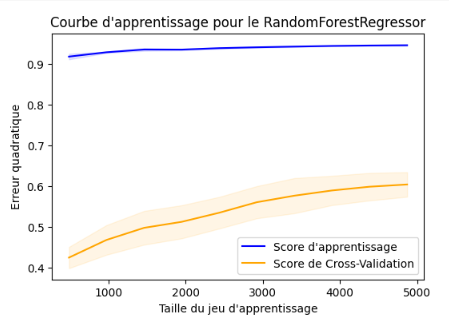 Courbe d'apprentissage pour le RandomForestRegressor
Erreur quadratique
0.9
0.8
0.7
0.6
0.5
0.4
Score d'apprentissage
Score de Cross-Validation
1000 2000 3000 4000 5000
Taille du jeu d'apprentissage